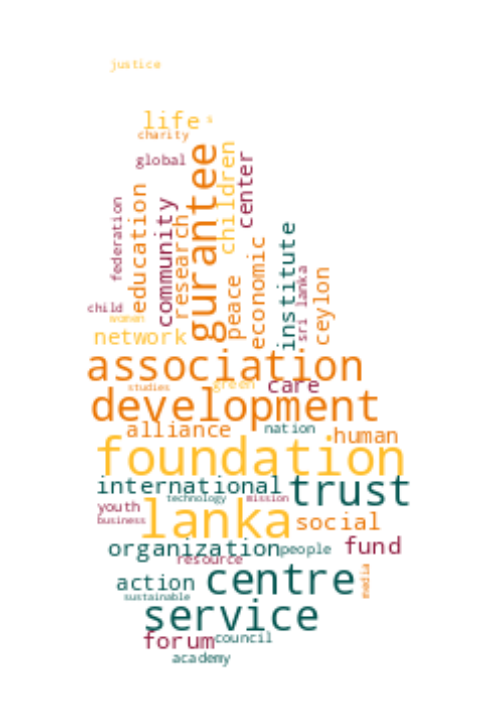 justice
life s
charity
global
children
center
gurantee
education
community
research
federation
institute
economic
peace
sri lanka
ceylon
child
women
network
association
studies
green
care
development
alliance
nation
human
foundation
international
trust
technology
mission
youth
business
lanka
social
organization
people
fund
resource
action
centre
media
sustainable
service
forum
council
academy